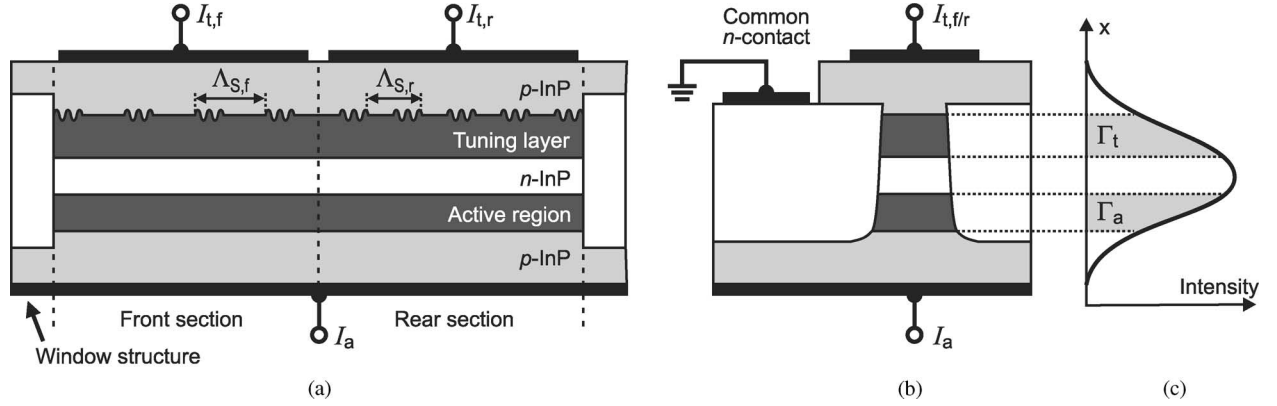 I_t,f
I_t,r
Λ_S,f
Λ_S,r
p-InP
Tuning layer
n-InP
Active region
p-InP
Front section
Rear section
I_a
Window structure
(a)
Common
n-contact
I_t,f/r
I_a
(b)
x
Γ_t
Γ_a
Intensity
(c)